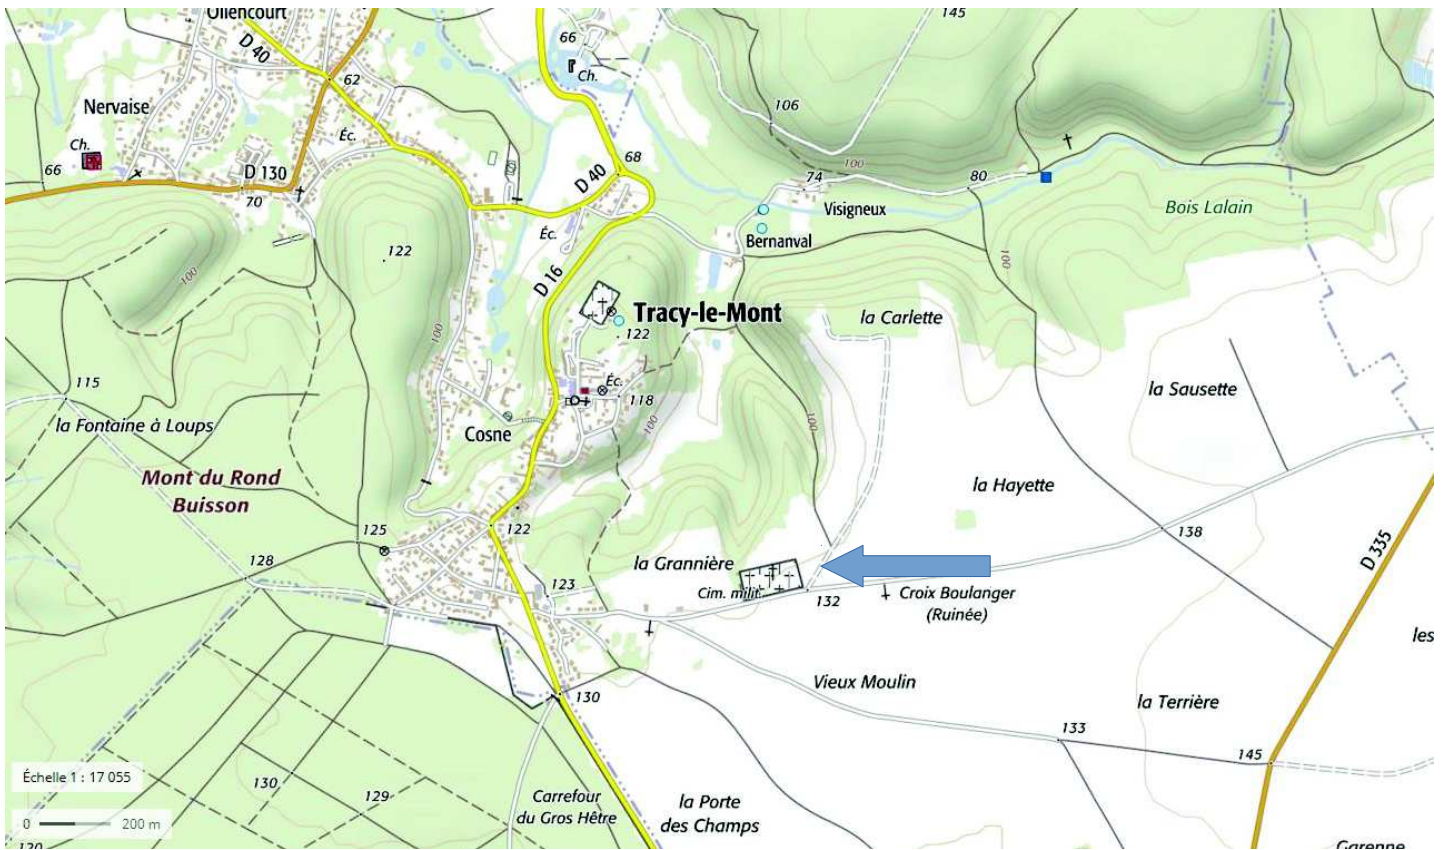 Ollencourt
145
D 40
66
Ch.
62
106
Nervaise
Éc.
Ch.
68
100
66
D 130
D 40
74
80
70
Visigneux
Bois Lalain
Éc.
Bernanval
122
100
100
D 16
Tracy-le-Mont
la Carlette
122
100
115
Éc.
la Sausette
118
la Fontaine à Loups
Cosne
100
100
Mont du Rond
Buisson
la Hayette
122
125
138
D 335
128
la Grannière
123
Cim. milit.
132
Croix Boulanger
(Ruinée)
les
Vieux Moulin
130
la Terrière
133
145
Échelle 1 : 17 055
130
129
Carrefour
du Gros Hêtre
la Porte
des Champs
0 200 m
120
Garenne